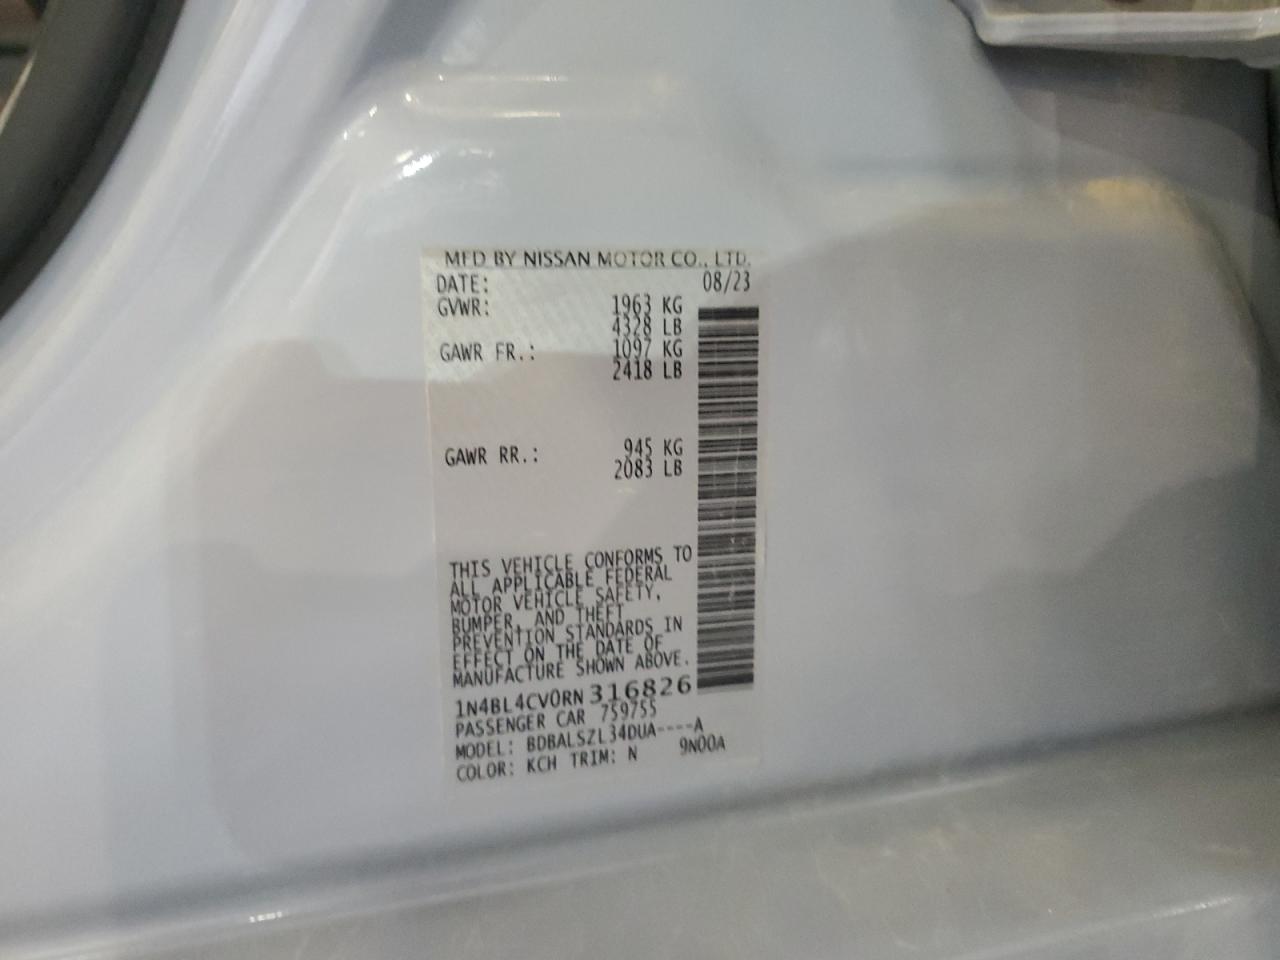 MFD BY NISSAN MOTOR CO., LTD.
DATE: 08/23
GVWR: 1963 KG
4328 LB
GAWR FR.: 1097 KG
2418 LB
GAWR RR.: 945 KG
2083 LB
THIS VEHICLE CONFORMS TO
ALL APPLICABLE FEDERAL
MOTOR VEHICLE SAFETY,
BUMPER, AND THEFT
PREVENTION STANDARDS IN
EFFECT ON THE DATE OF
MANUFACTURE SHOWN ABOVE.
1N4BL4CV0RN316826
PASSENGER CAR 759755
MODEL: BDBALSZL34DUA----A
COLOR: KCH TRIM: N 9N00A